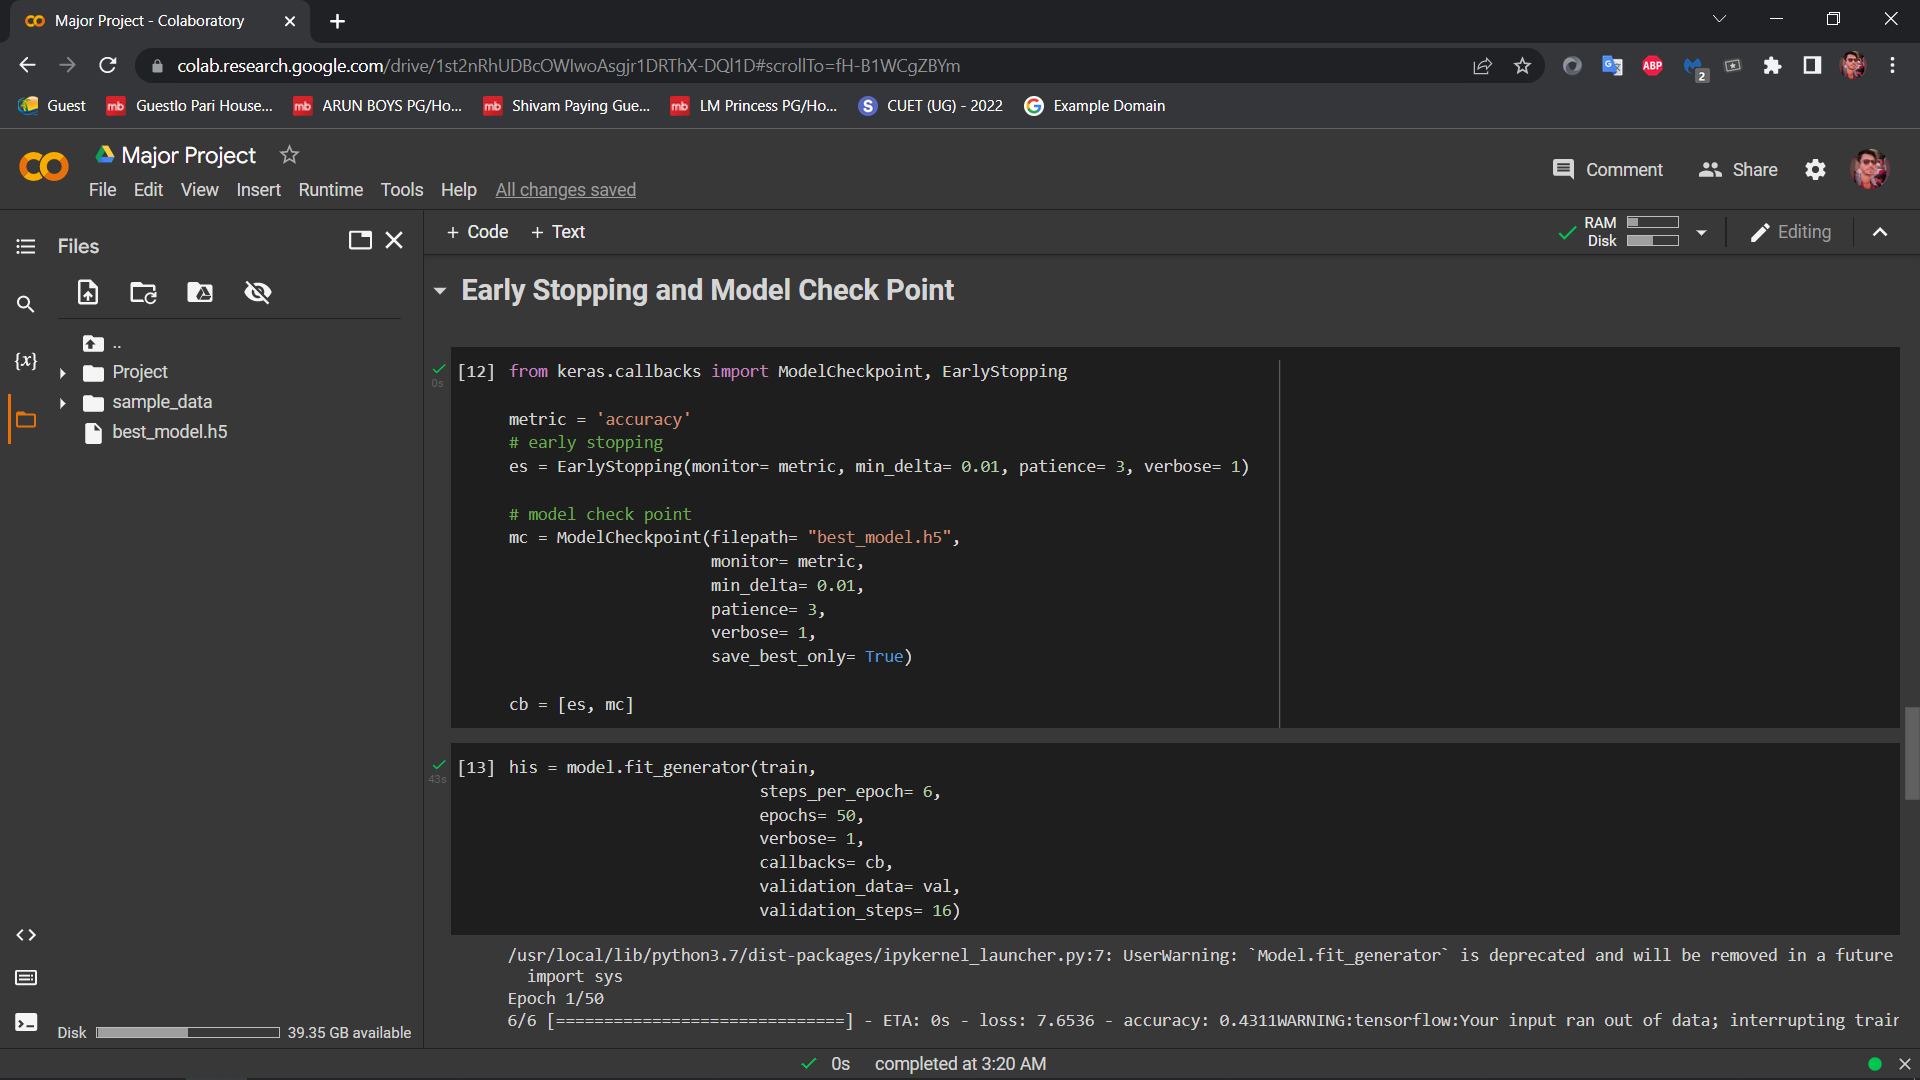 Major Project - Colaboratory
colab.research.google.com/drive/1st2nRhUDBcOWIwoAsgjr1DRThX-DQl1D#scrollTo=fH-B1WCgZBYm
ABP
2
Guest
mb Guestlo Pari House...
mb ARUN BOYS PG/Ho...
mb Shivam Paying Gue...
mb LM Princess PG/Ho...
S CUET (UG) - 2022
G Example Domain
Major Project
File Edit View Insert Runtime Tools Help All changes saved
Comment
Share
Files
+ Code + Text
RAM
Disk
Editing
..
Project
sample_data
best_model.h5
{x}
Disk
39.35 GB available
Early Stopping and Model Check Point
0s
[12] from keras.callbacks import ModelCheckpoint, EarlyStopping
metric = 'accuracy'
# early stopping
es = EarlyStopping(monitor= metric, min_delta= 0.01, patience= 3, verbose= 1)
# model check point
mc = ModelCheckpoint(filepath= "best_model.h5",
monitor= metric,
min_delta= 0.01,
patience= 3,
verbose= 1,
save_best_only= True)
cb = [es, mc]
43s
[13] his = model.fit_generator(train,
steps_per_epoch= 6,
epochs= 50,
verbose= 1,
callbacks= cb,
validation_data= val,
validation_steps= 16)
/usr/local/lib/python3.7/dist-packages/ipykernel_launcher.py:7: UserWarning: `Model.fit_generator` is deprecated and will be removed in a future
import sys
Epoch 1/50
6/6 [==============================] - ETA: 0s - loss: 7.6536 - accuracy: 0.4311WARNING:tensorflow:Your input ran out of data; interrupting train
0s completed at 3:20 AM